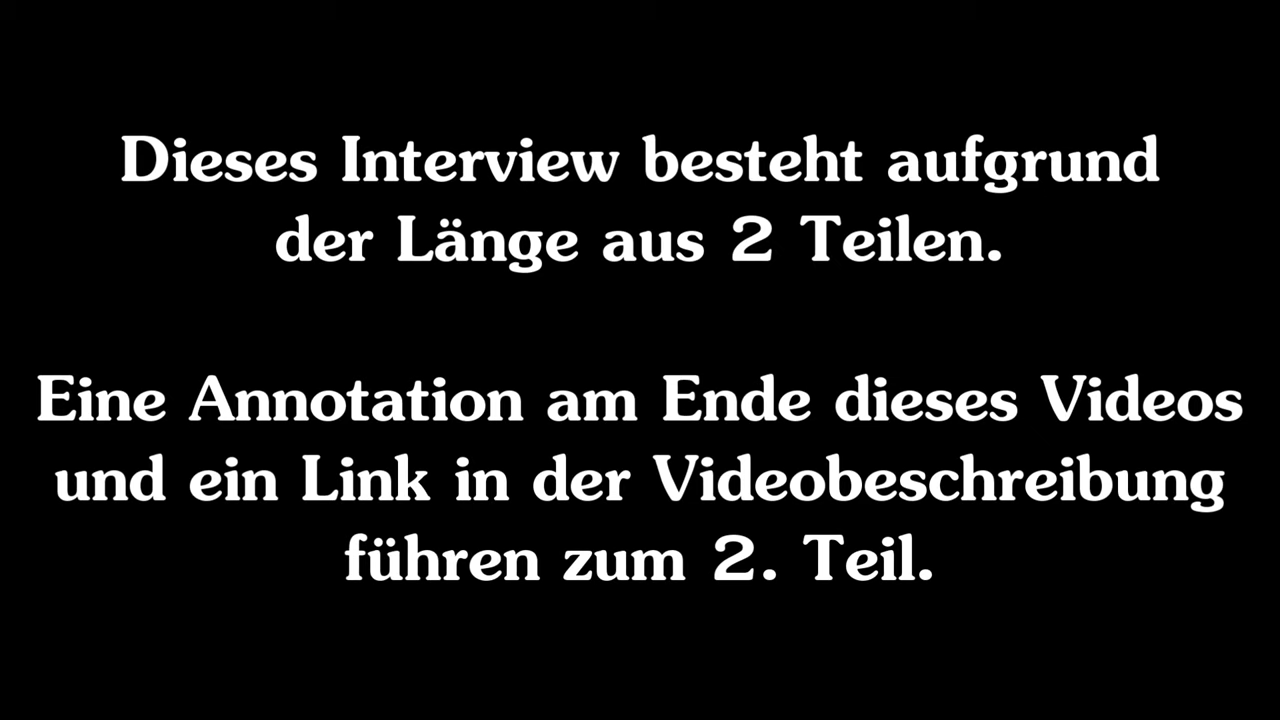 Dieses Interview besteht aufgrund
der Länge aus 2 Teilen.
Eine Annotation am Ende dieses Videos
und ein Link in der Videobeschreibung
führen zum 2. Teil.